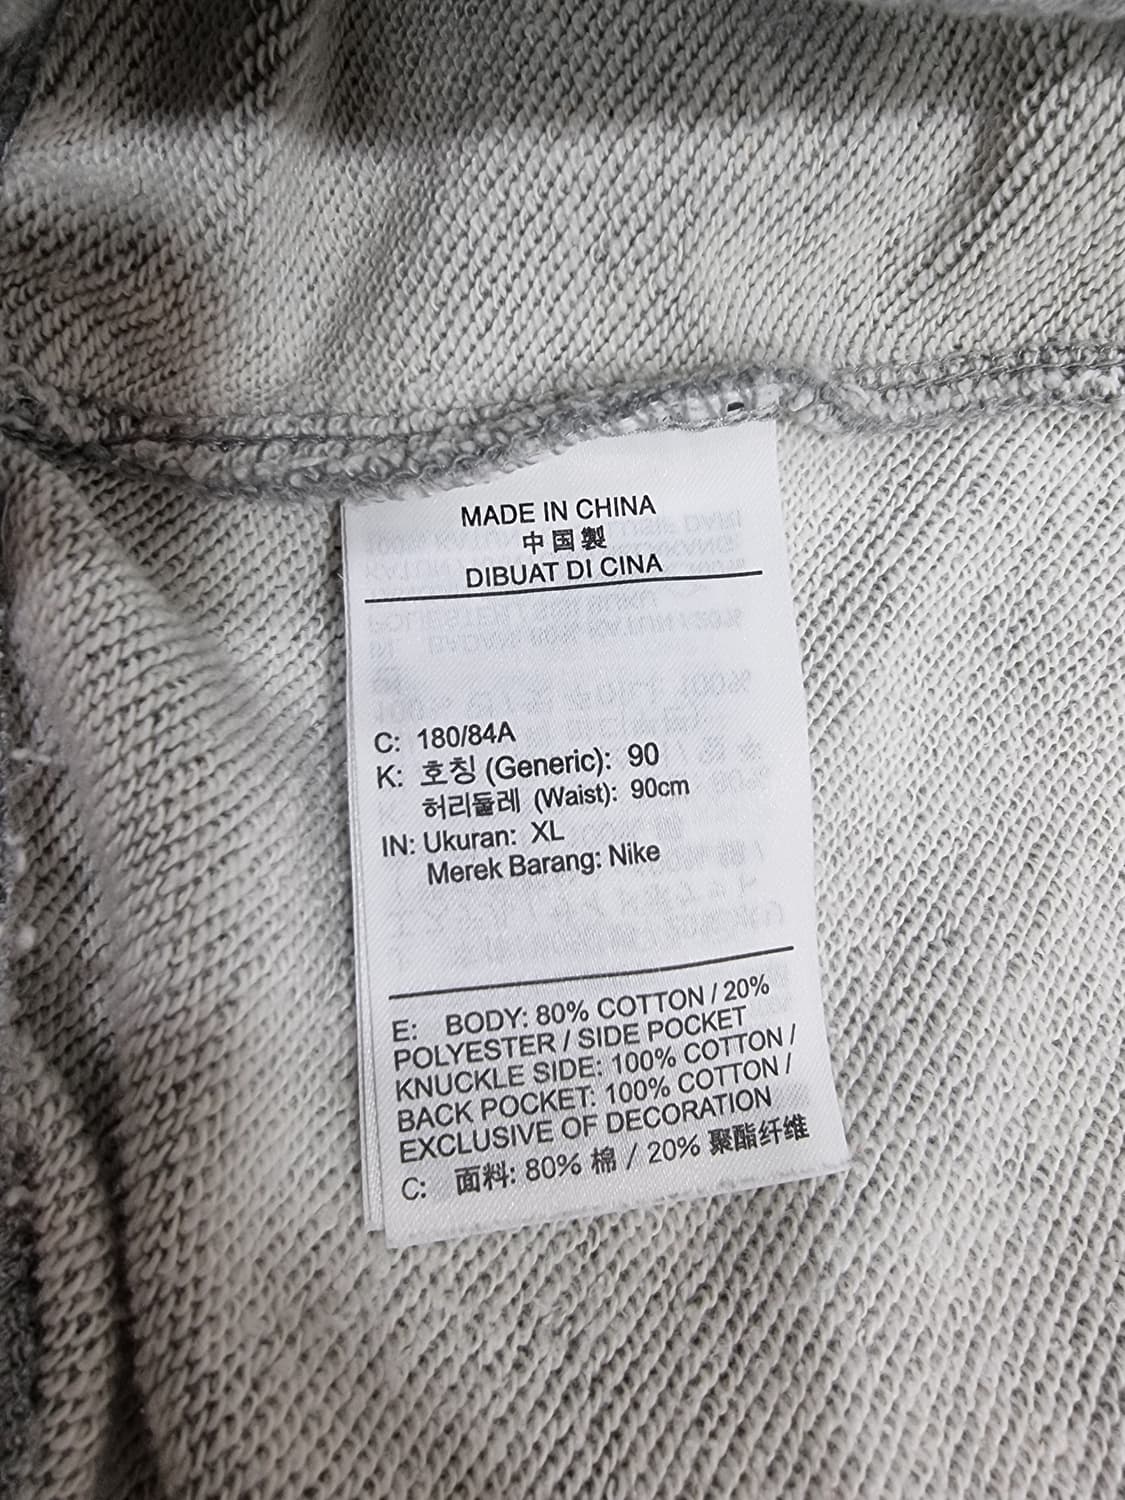 MADE IN CHINA
中国製
DIBUAT DI CINA
C: 180/84A
K: 호칭 (Generic): 90
허리둘레 (Waist): 90cm
IN: Ukuran: XL
Merek Barang: Nike
E: BODY: 80% COTTON / 20%
POLYESTER / SIDE POCKET
KNUCKLE SIDE: 100% COTTON /
BACK POCKET: 100% COTTON /
EXCLUSIVE OF DECORATION
C: 面料: 80% 棉 / 20% 聚酯纤维